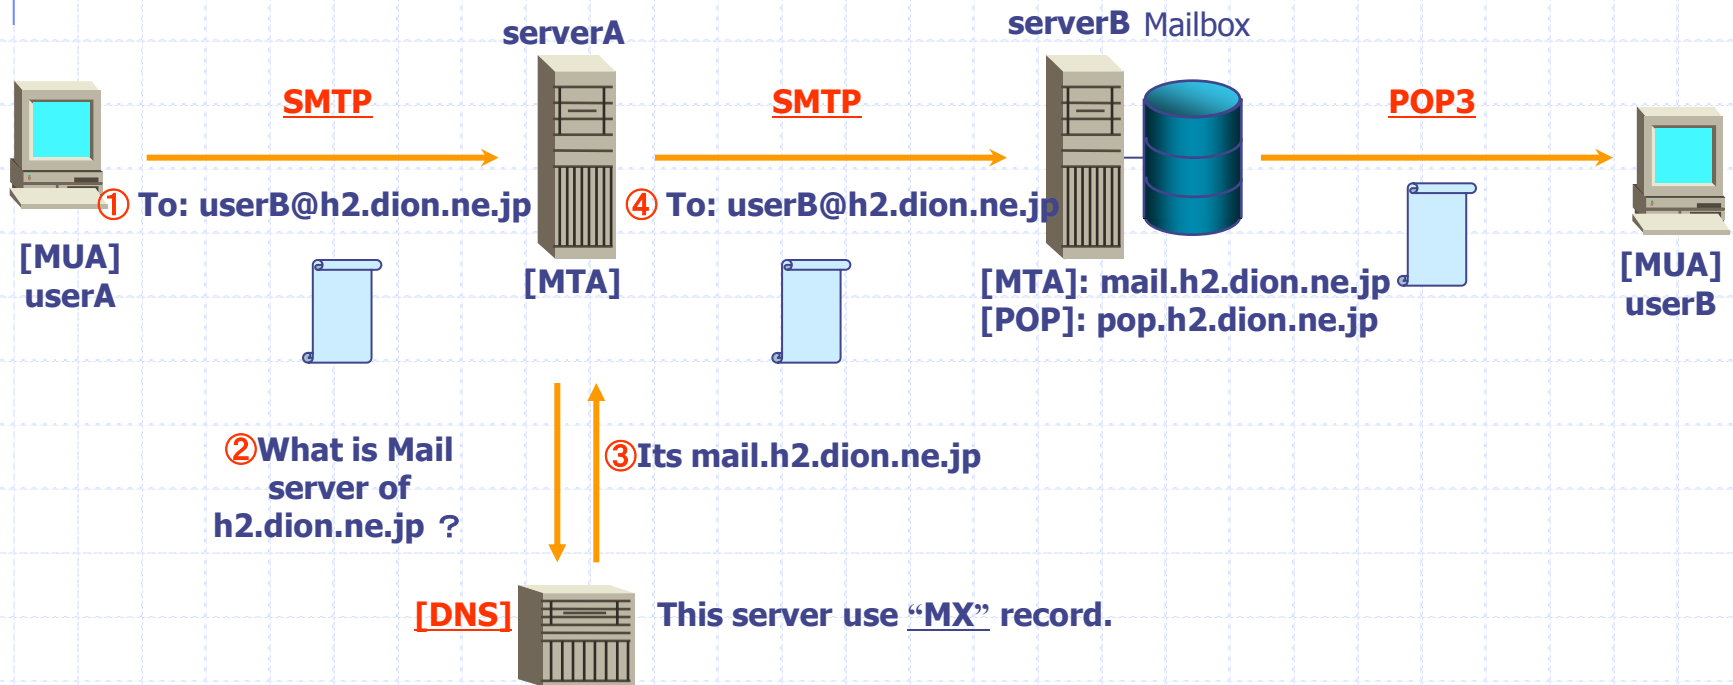 serverA
serverB Mailbox
SMTP
SMTP
POP3
① To: userB@h2.dion.ne.jp
④ To: userB@h2.dion.ne.jp
[MUA]
userA
[MTA]
[MTA]: mail.h2.dion.ne.jp
[POP]: pop.h2.dion.ne.jp
[MUA]
userB
②What is Mail
server of
h2.dion.ne.jp ？
③Its mail.h2.dion.ne.jp
[DNS]
This server use “MX” record.